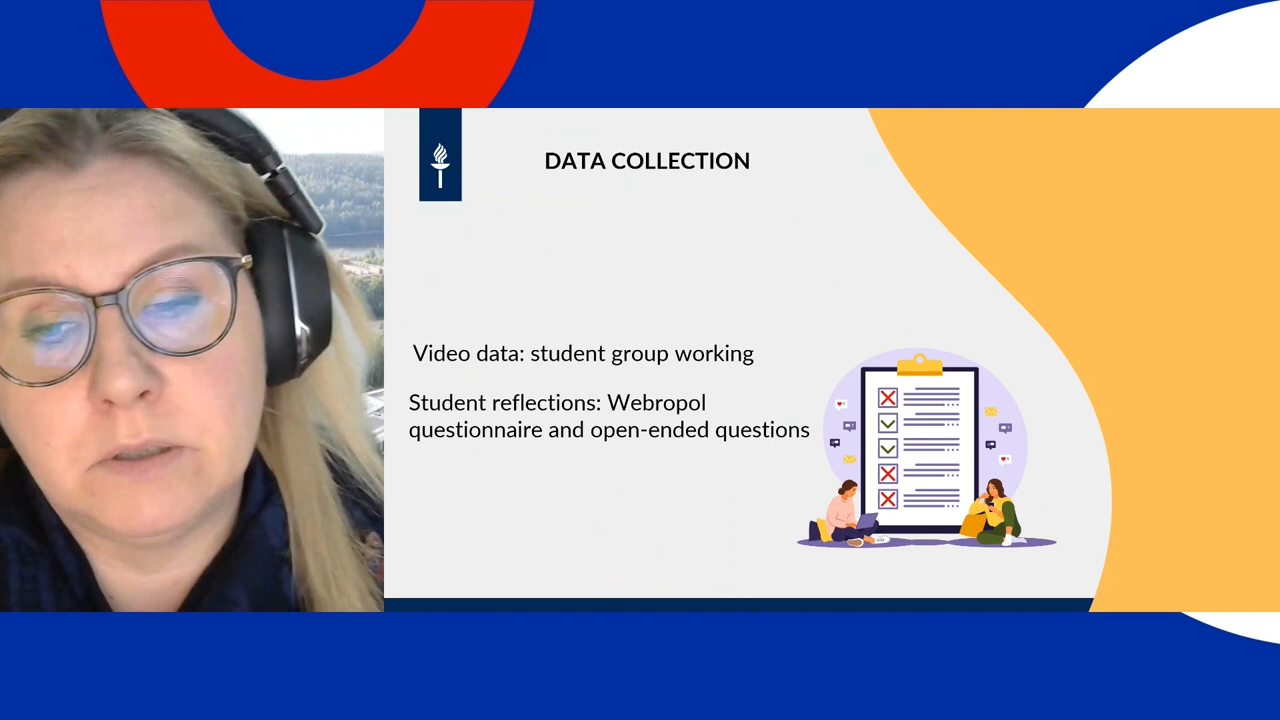 DATA COLLECTION
Video data: student group working
Student reflections: Webropol
questionnaire and open-ended questions